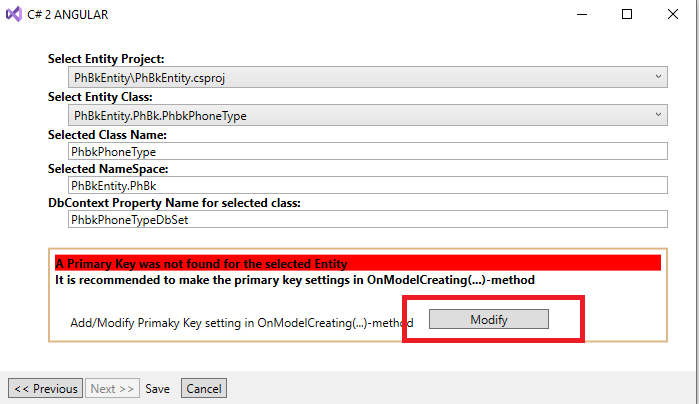 C# 2 ANGULAR
Select Entity Project:
PhBkEntity\PhBkEntity.csproj
Select Entity Class:
PhBkEntity.PhBk.PhbkPhoneType
Selected Class Name:
PhbkPhoneType
Selected NameSpace:
PhBkEntity.PhBk
DbContext Property Name for selected class:
PhbkPhoneTypeDbSet
A Primary Key was not found for the selected Entity
It is recommended to make the primary key settings in OnModelCreating(...)-method
Add/Modify Primaky Key setting in OnModelCreating(...)-method Modify
<< Previous Next >> Save Cancel